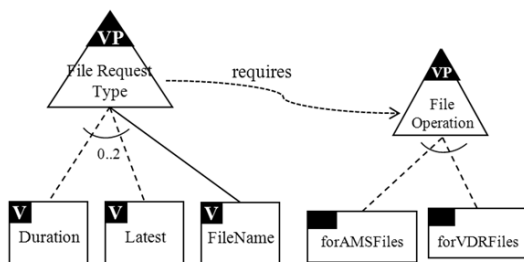 VP
File Request
Type
requires
VP
File
Operation
0..2
V
Duration
V
Latest
V
FileName
forAMSFiles
forVDRFiles